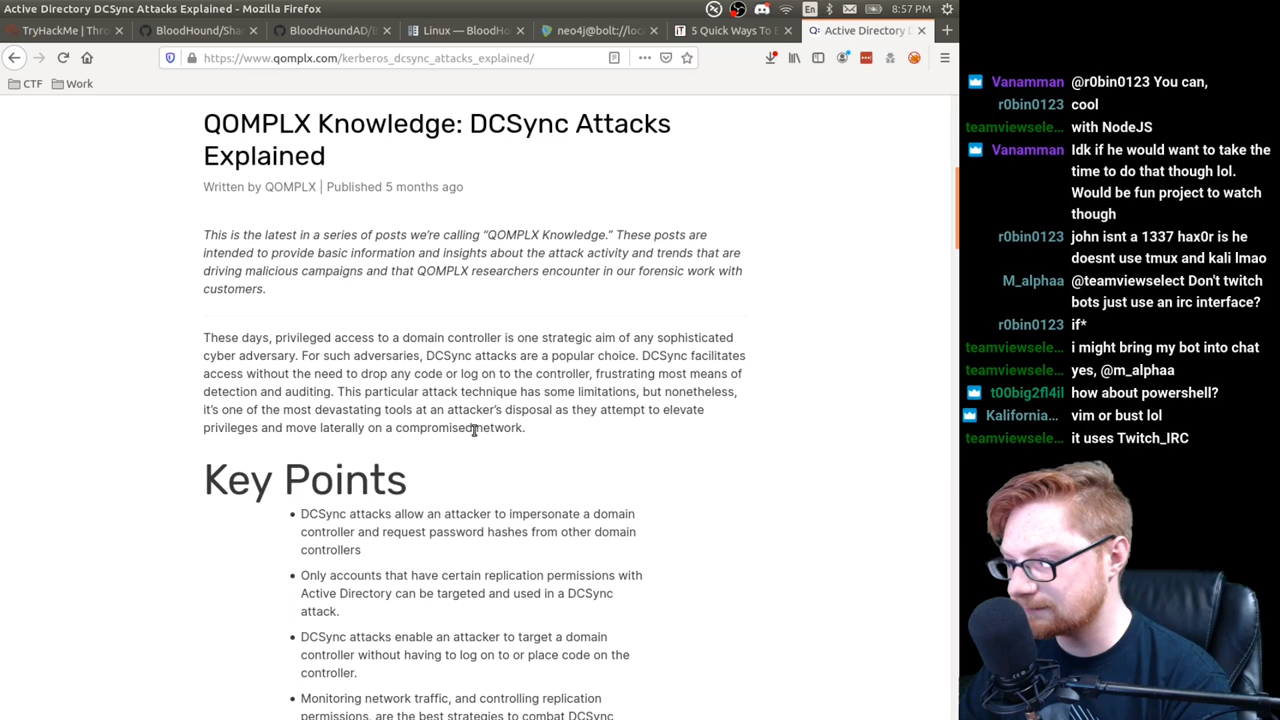 Active Directory DCSync Attacks Explained - Mozilla Firefox
En
8:57 PM
TryHackMe | Thro
BloodHound/Sha
BloodHoundAD/B
Linux — BloodHo
neo4j@bolt://loca
5 Quick Ways To E
Active Directory D
https://www.qomplx.com/kerberos_dcsync_attacks_explained/
CTF
Work
QOMPLX Knowledge: DCSync Attacks
Explained
Written by QOMPLX | Published 5 months ago
This is the latest in a series of posts we're calling “QOMPLX Knowledge.” These posts are
intended to provide basic information and insights about the attack activity and trends that are
driving malicious campaigns and that QOMPLX researchers encounter in our forensic work with
customers.
These days, privileged access to a domain controller is one strategic aim of any sophisticated
cyber adversary. For such adversaries, DCSync attacks are a popular choice. DCSync facilitates
access without the need to drop any code or log on to the controller, frustrating most means of
detection and auditing. This particular attack technique has some limitations, but nonetheless,
it's one of the most devastating tools at an attacker's disposal as they attempt to elevate
privileges and move laterally on a compromised network.
Key Points
• DCSync attacks allow an attacker to impersonate a domain
controller and request password hashes from other domain
controllers
• Only accounts that have certain replication permissions with
Active Directory can be targeted and used in a DCSync
attack.
• DCSync attacks enable an attacker to target a domain
controller without having to log on to or place code on the
controller.
• Monitoring network traffic, and controlling replication
permissions, are the best strategies to combat DCSync
Vanamman @r0bin0123 You can,
r0bin0123 cool
teamviewsele... with NodeJS
Vanamman Idk if he would want to take the
time to do that though lol.
Would be fun project to watch
though
r0bin0123 john isnt a 1337 hax0r is he
doesnt use tmux and kali lmao
M_alphaa @teamviewselect Don't twitch
bots just use an irc interface?
r0bin0123 if*
teamviewsele... i might bring my bot into chat
teamviewsele... yes, @m_alphaa
t00big2fl4il how about powershell?
Kalifornia... vim or bust lol
teamviewsele... it uses Twitch_IRC